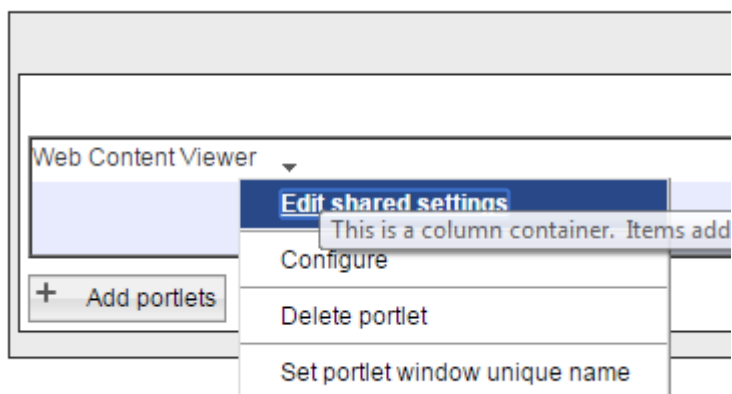 Web Content Viewer
Edit shared settings
This is a column container. Items add
Configure
+ Add portlets
Delete portlet
Set portlet window unique name